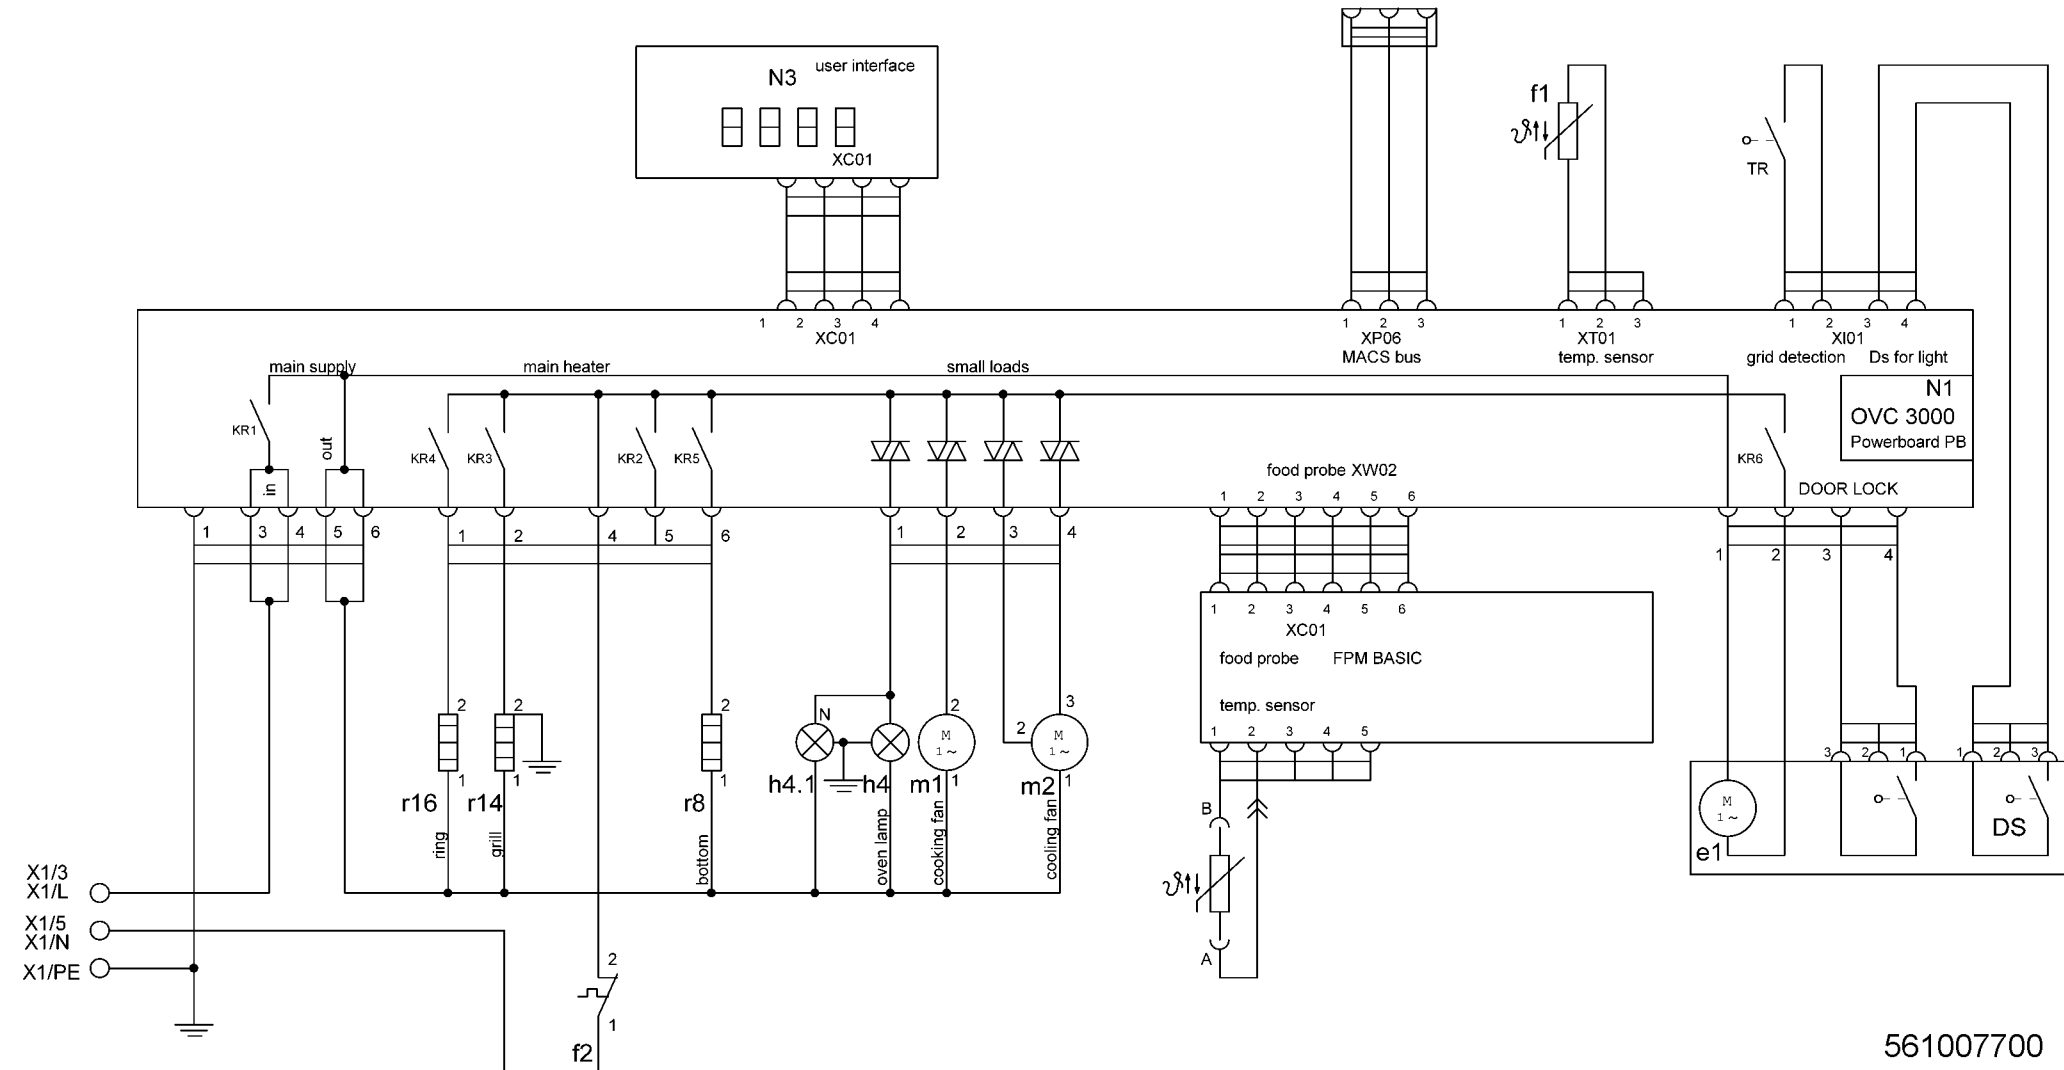 user interface
N3
XC01
f1
TR
1 2 3 4
XC01
1 2 3
XP06
MACS bus
1 2 3
XT01
temp. sensor
1 2 3 4
XI01
grid detection Ds for light
main supply
main heater
small loads
N1
OVC 3000
Powerboard PB
KR1
out
in
KR4
KR3
KR2
KR5
KR6
food probe XW02
1 2 3 4 5 6
DOOR LOCK
1 3 4 5 6
1 2 4 5 6
1 2 3 4
1 2 3 4
1 2 3 4 5 6
XC01
food probe FPM BASIC
temp. sensor
1 2 3 4 5
2
1
r16
ring
2
1
r14
grill
2
1
r8
bottom
N
h4.1
h4
oven lamp
2
M
1~
1
m1
cooking fan
3
2
M
1~
1
m2
cooling fan
B
A
3 2 1
1 2 3
M
1~
e1
DS
X1/3
X1/L
X1/5
X1/N
X1/PE
2
1
f2
561007700